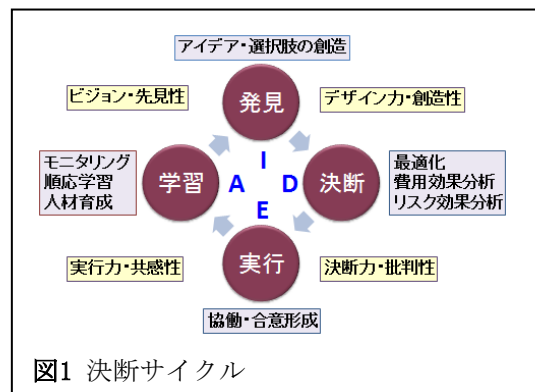 アイデア・選択肢の創造
発見
ビジョン・先見性
デザイン力・創造性
モニタリング
順応学習
人材育成
学習
I
A
D
E
決断
最適化
費用効果分析
リスク効果分析
実行
実行力・共感性
決断力・批判性
協働・合意形成
図1 決断サイクル